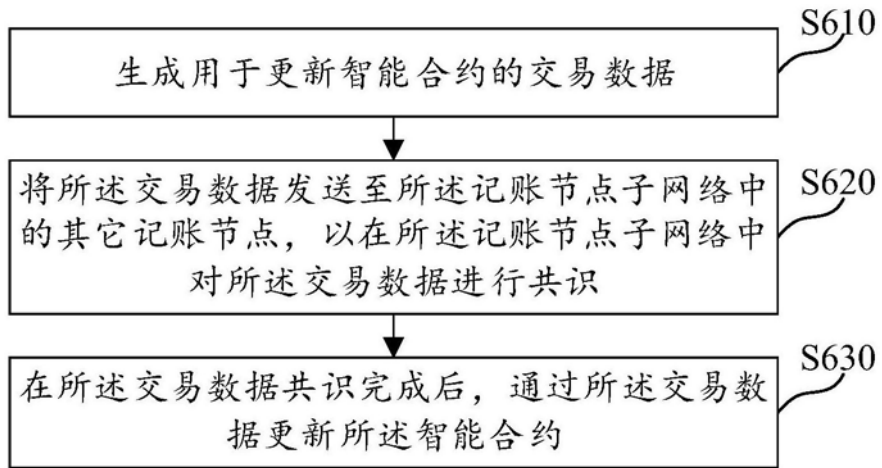 S610
生成用于更新智能合约的交易数据
S620
将所述交易数据发送至所述记账节点子网络中
的其它记账节点，以在所述记账节点子网络中
对所述交易数据进行共识
S630
在所述交易数据共识完成后，通过所述交易数
据更新所述智能合约